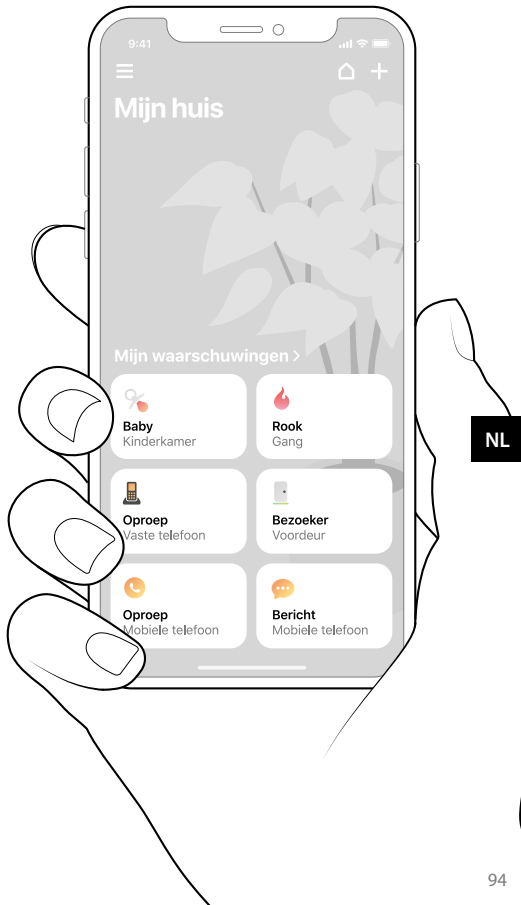 9:41
Mijn huis
Mijn waarschuwingen >
Baby
Kinderkamer
Rook
Gang
NL
Oproep
Vaste telefoon
Bezoeker
Voordeur
Oproep
Mobiele telefoon
Bericht
Mobiele telefoon
94